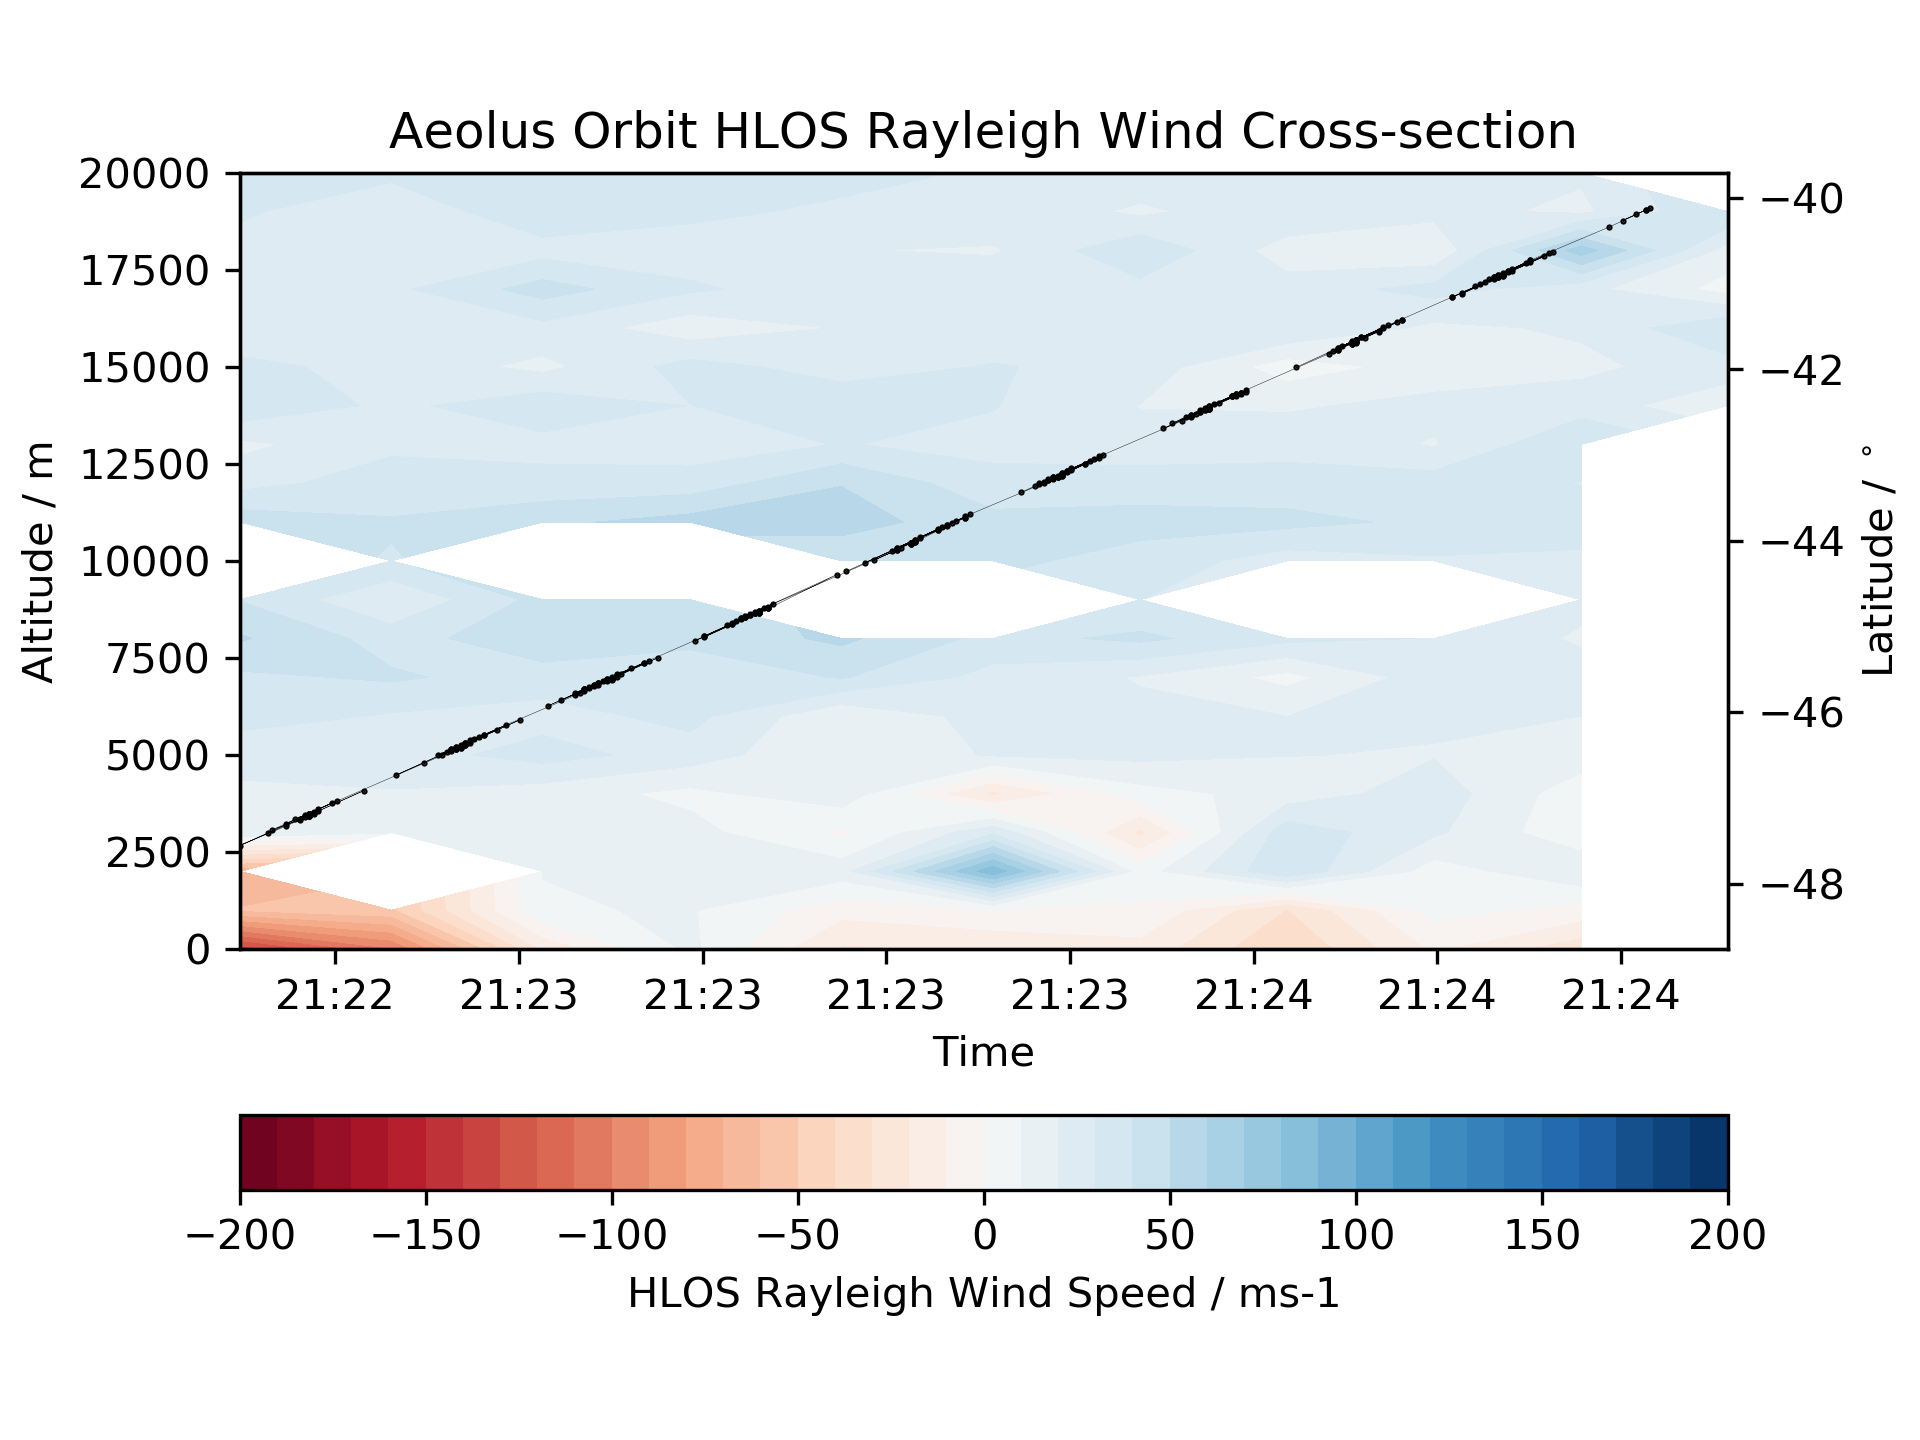 Aeolus Orbit HLOS Rayleigh Wind Cross-section
20000
17500
15000
12500
10000
7500
5000
2500
0
Altitude / m
−40
−42
−44
−46
−48
Latitude / °
21:22 21:23 21:23 21:23 21:23 21:24 21:24 21:24
Time
−200 −150 −100 −50 0 50 100 150 200
HLOS Rayleigh Wind Speed / ms-1